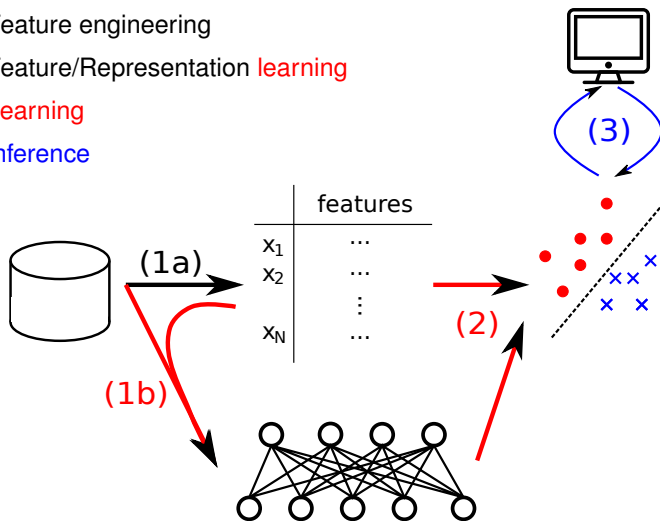 eature engineering
eature/Representation learning
earning
nference
(3)
features
x1 ...
(1a)
x2 ...
⋮
(2)
xN ...
(1b)